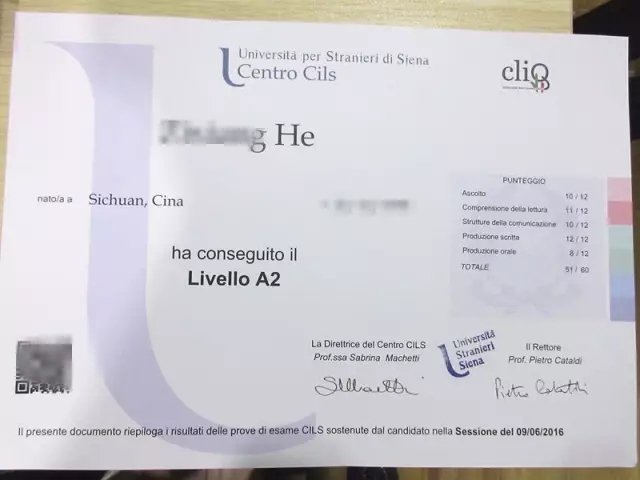 Università per Stranieri di Siena
Centro Cils
cliQ
He
nato/a a Sichuan, Cina
PUNTEGGIO
Ascolto 10 / 12
Comprensione della lettura 11 / 12
Strutture della comunicazione 10 / 12
Produzione scritta 12 / 12
Produzione orale 8 / 12
TOTALE 51 / 60
ha conseguito il
Livello A2
La Direttrice del Centro CILS
Prof.ssa Sabrina Machetti
Università
Stranieri
Siena
Il Rettore
Prof. Pietro Cataldi
Pietro Cataldi
Il presente documento riepiloga i risultati delle prove di esame CILS sostenute dal candidato nella Sessione del 09/06/2016